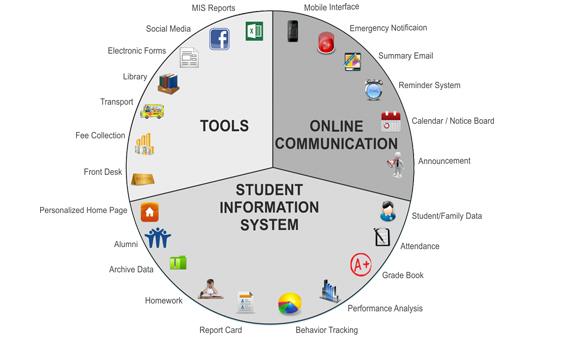 MIS Reports
Mobile Interface
Social Media
Emergency Notificaion
Electronic Forms
Summary Email
Library
Reminder System
Transport
Calendar / Notice Board
Fee Collection
Announcement
Front Desk
TOOLS
ONLINE
COMMUNICATION
STUDENT
INFORMATION
SYSTEM
Personalized Home Page
Student/Family Data
Alumni
Attendance
Archive Data
Grade Book
A+
Homework
Performance Analysis
Report Card
Behavior Tracking